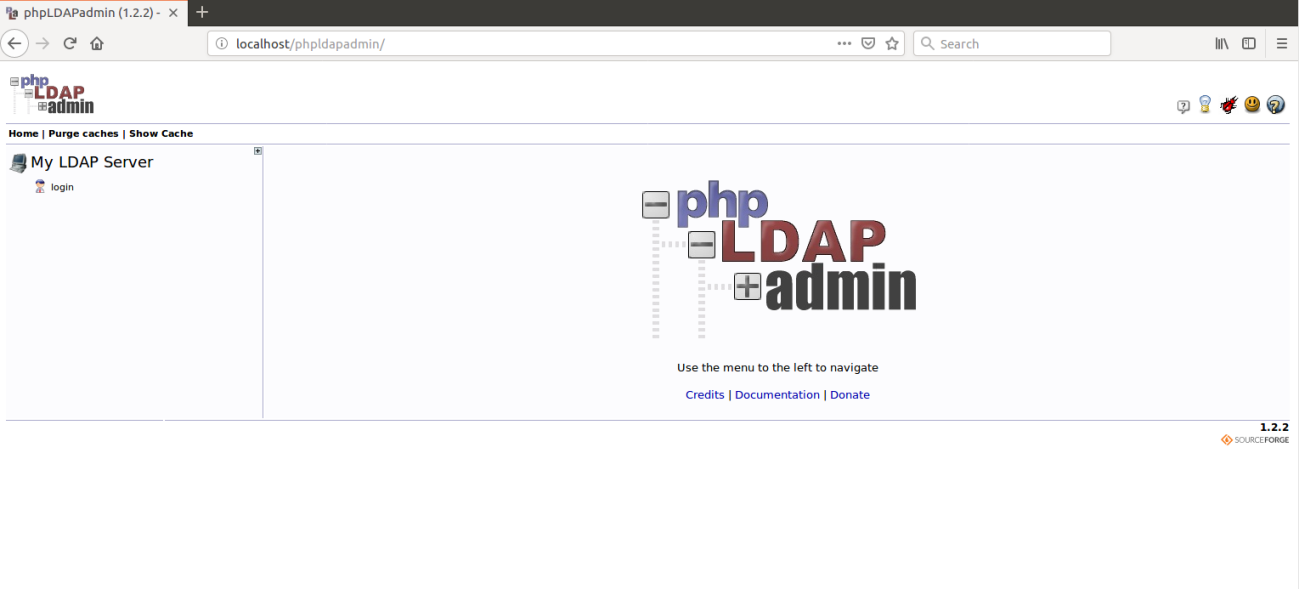 phpLDAPadmin (1.2.2) -
localhost/phpldapadmin/
Search
php
LDAP
admin
Home | Purge caches | Show Cache
My LDAP Server
login
php
LDAP
admin
Use the menu to the left to navigate
Credits | Documentation | Donate
1.2.2
SOURCEFORGE